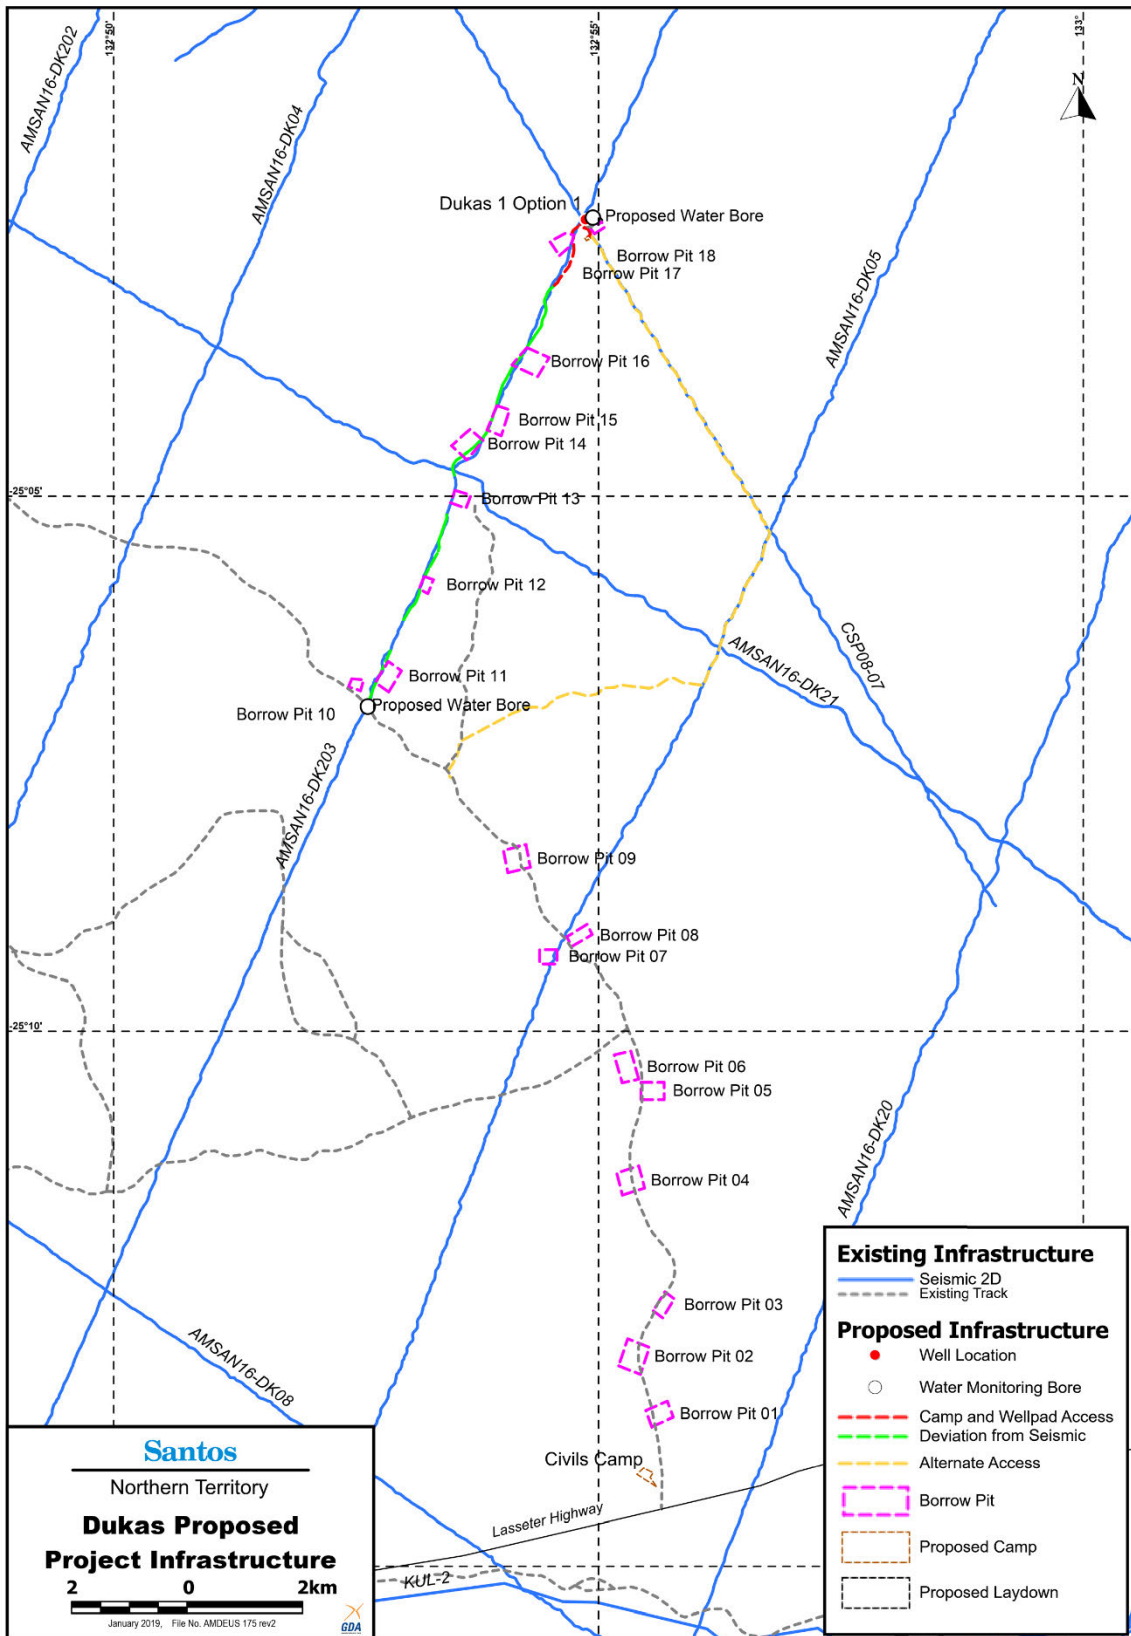 132°50'
132°55'
133°
AMSAN16-DK202
AMSAN16-DK04
N
Dukas 1 Option 1
Proposed Water Bore
Borrow Pit 18
Borrow Pit 17
AMSAN16-DK05
Borrow Pit 16
Borrow Pit 15
Borrow Pit 14
-25°05'
Borrow Pit 13
Borrow Pit 12
CSP08-07
AMSAN16-DK21
Borrow Pit 11
Proposed Water Bore
Borrow Pit 10
AMSAN16-DK203
Borrow Pit 09
Borrow Pit 08
Borrow Pit 07
-25°10'
Borrow Pit 06
Borrow Pit 05
AMSAN16-DK20
Borrow Pit 04
Borrow Pit 03
Borrow Pit 02
AMSAN16-DK08
Borrow Pit 01
Civils Camp
Lasseter Highway
KUL-2
Existing Infrastructure
Seismic 2D
Existing Track
Proposed Infrastructure
Well Location
Water Monitoring Bore
Camp and Wellpad Access
Deviation from Seismic
Alternate Access
Borrow Pit
Proposed Camp
Proposed Laydown
Santos
Northern Territory
Dukas Proposed
Project Infrastructure
2 0 2km
January 2019, File No. AMDEUS 175 rev2
GDA